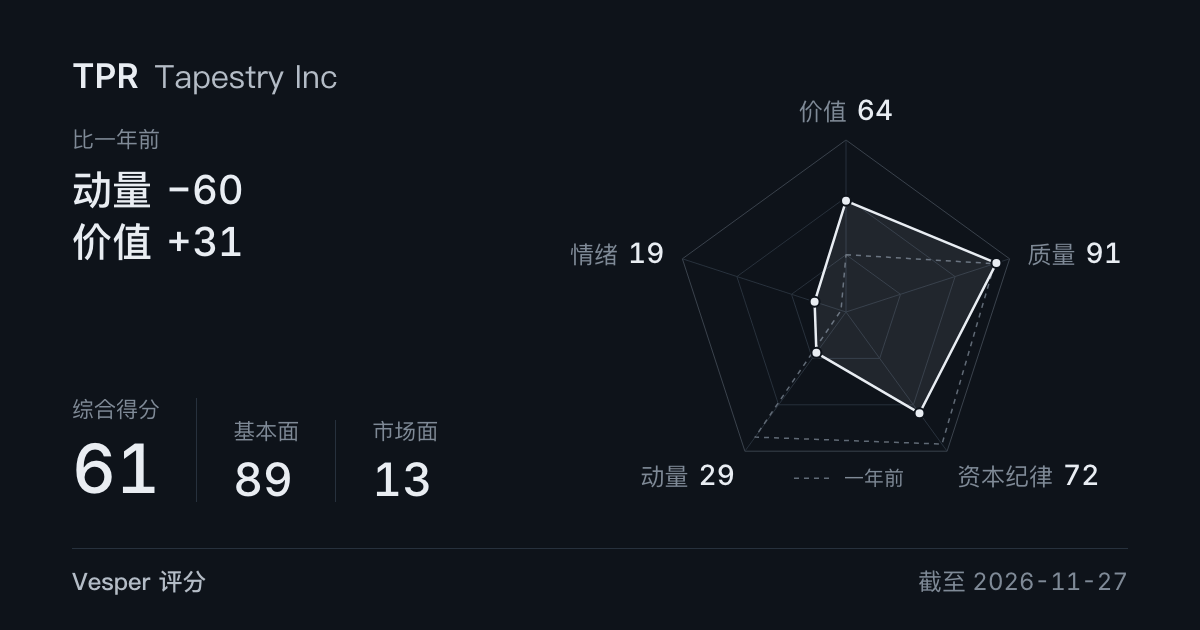 TPR Tapestry Inc
比一年前
动量 −60
价值 +31
综合得分
61
基本面
89
市场面
13
价值 64
质量 91
资本纪律 72
动量 29
情绪 19
一年前
Vesper 评分
截至 2026-11-27